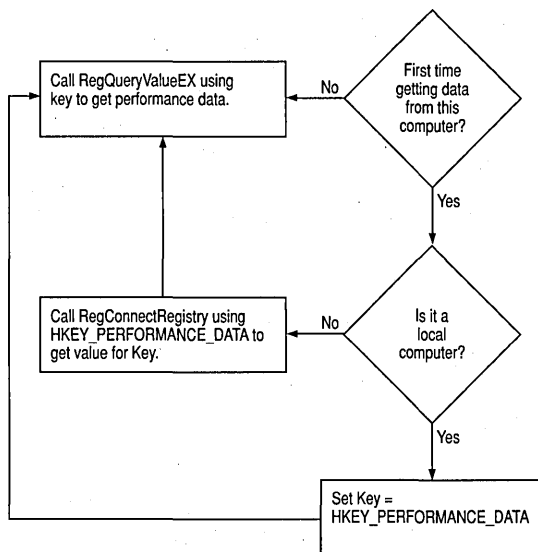 Call RegQueryValueEX using
key to get performance data.
No
First time
getting data
from this
computer?
Yes
Call RegConnectRegistry using
HKEY_PERFORMANCE_DATA to
get value for Key.
No
Is it a
local
computer?
Yes
Set Key =
HKEY_PERFORMANCE_DATA